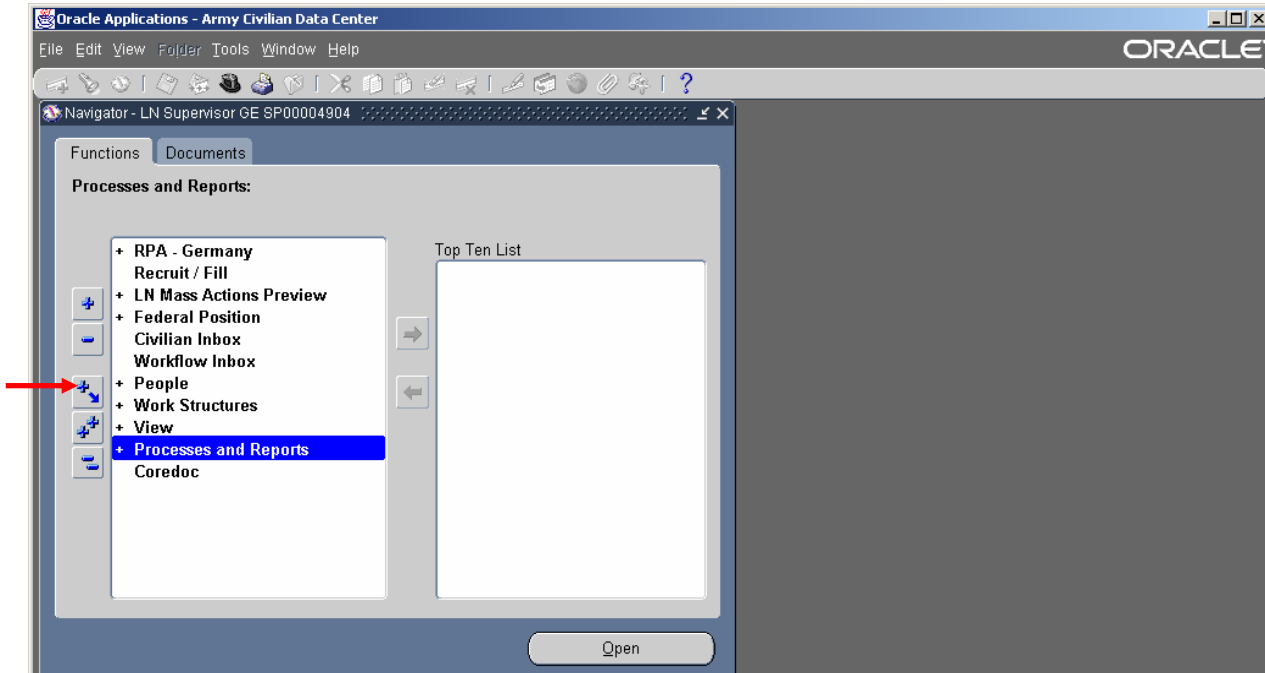 Oracle Applications - Army Civilian Data Center
File Edit View Folder Tools Window Help
ORACLE
Navigator - LN Supervisor GE SP00004904
Functions Documents
Processes and Reports:
+ RPA - Germany
Recruit / Fill
+ LN Mass Actions Preview
+ Federal Position
Civilian Inbox
Workflow Inbox
+ People
+ Work Structures
+ View
+ Processes and Reports
Coredoc
Top Ten List
Open